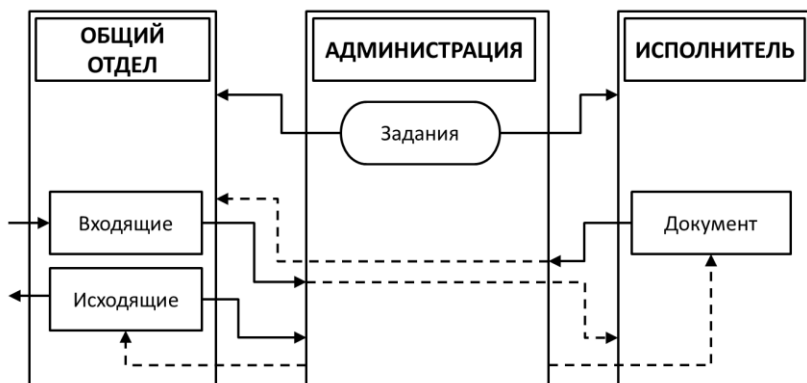 ОБЩИЙ
ОТДЕЛ
АДМИНИСТРАЦИЯ
ИСПОЛНИТЕЛЬ
Задания
Входящие
Документ
Исходящие